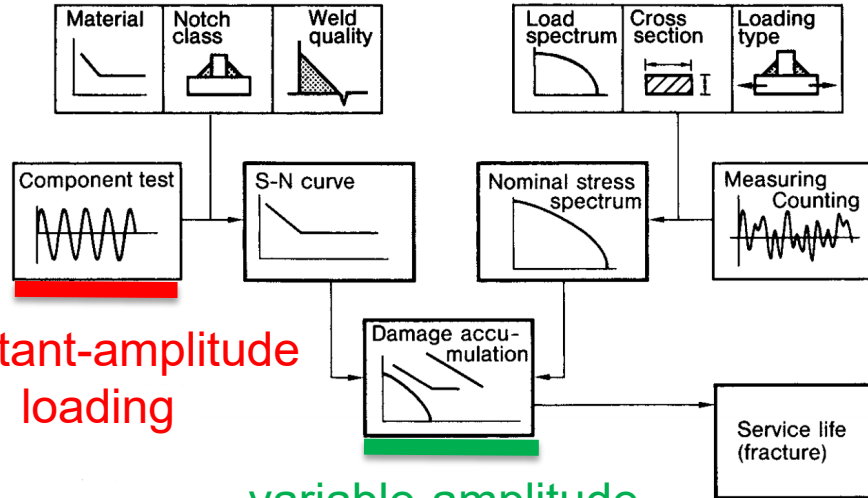 Material
Notch
class
Weld
quality
Load
spectrum
Cross
section
Loading
type
Component test
S-N curve
Nominal stress
spectrum
Measuring
Counting
tant-amplitude
loading
Damage accu-
mulation
Service life
(fracture)
variable amplitude